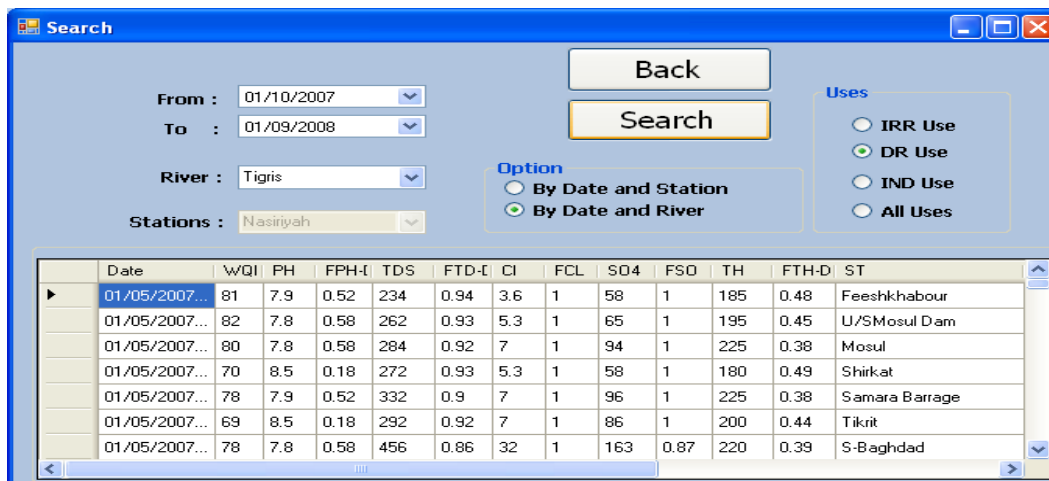 Search
Back
From : 01/10/2007
Search
To : 01/09/2008
River : Tigris
Stations : Nasiriyah
Option
By Date and Station
By Date and River
Uses
IRR Use
DR Use
IND Use
All Uses
Date WQI PH FPH-D TDS FTD-D Cl FCL SO4 FSO TH FTH-D ST
01/05/2007... 81 7.9 0.52 234 0.94 3.6 1 58 1 185 0.48 Feeshkhabour
01/05/2007... 82 7.8 0.58 262 0.93 5.3 1 65 1 195 0.45 U/SMosul Dam
01/05/2007... 80 7.8 0.58 284 0.92 7 1 94 1 225 0.38 Mosul
01/05/2007... 70 8.5 0.18 272 0.93 5.3 1 58 1 180 0.49 Shirkat
01/05/2007... 78 7.9 0.52 332 0.9 7 1 96 1 225 0.38 Samara Barrage
01/05/2007... 69 8.5 0.18 292 0.92 7 1 86 1 200 0.44 Tikrit
01/05/2007... 78 7.8 0.58 456 0.86 32 1 163 0.87 220 0.39 S-Baghdad